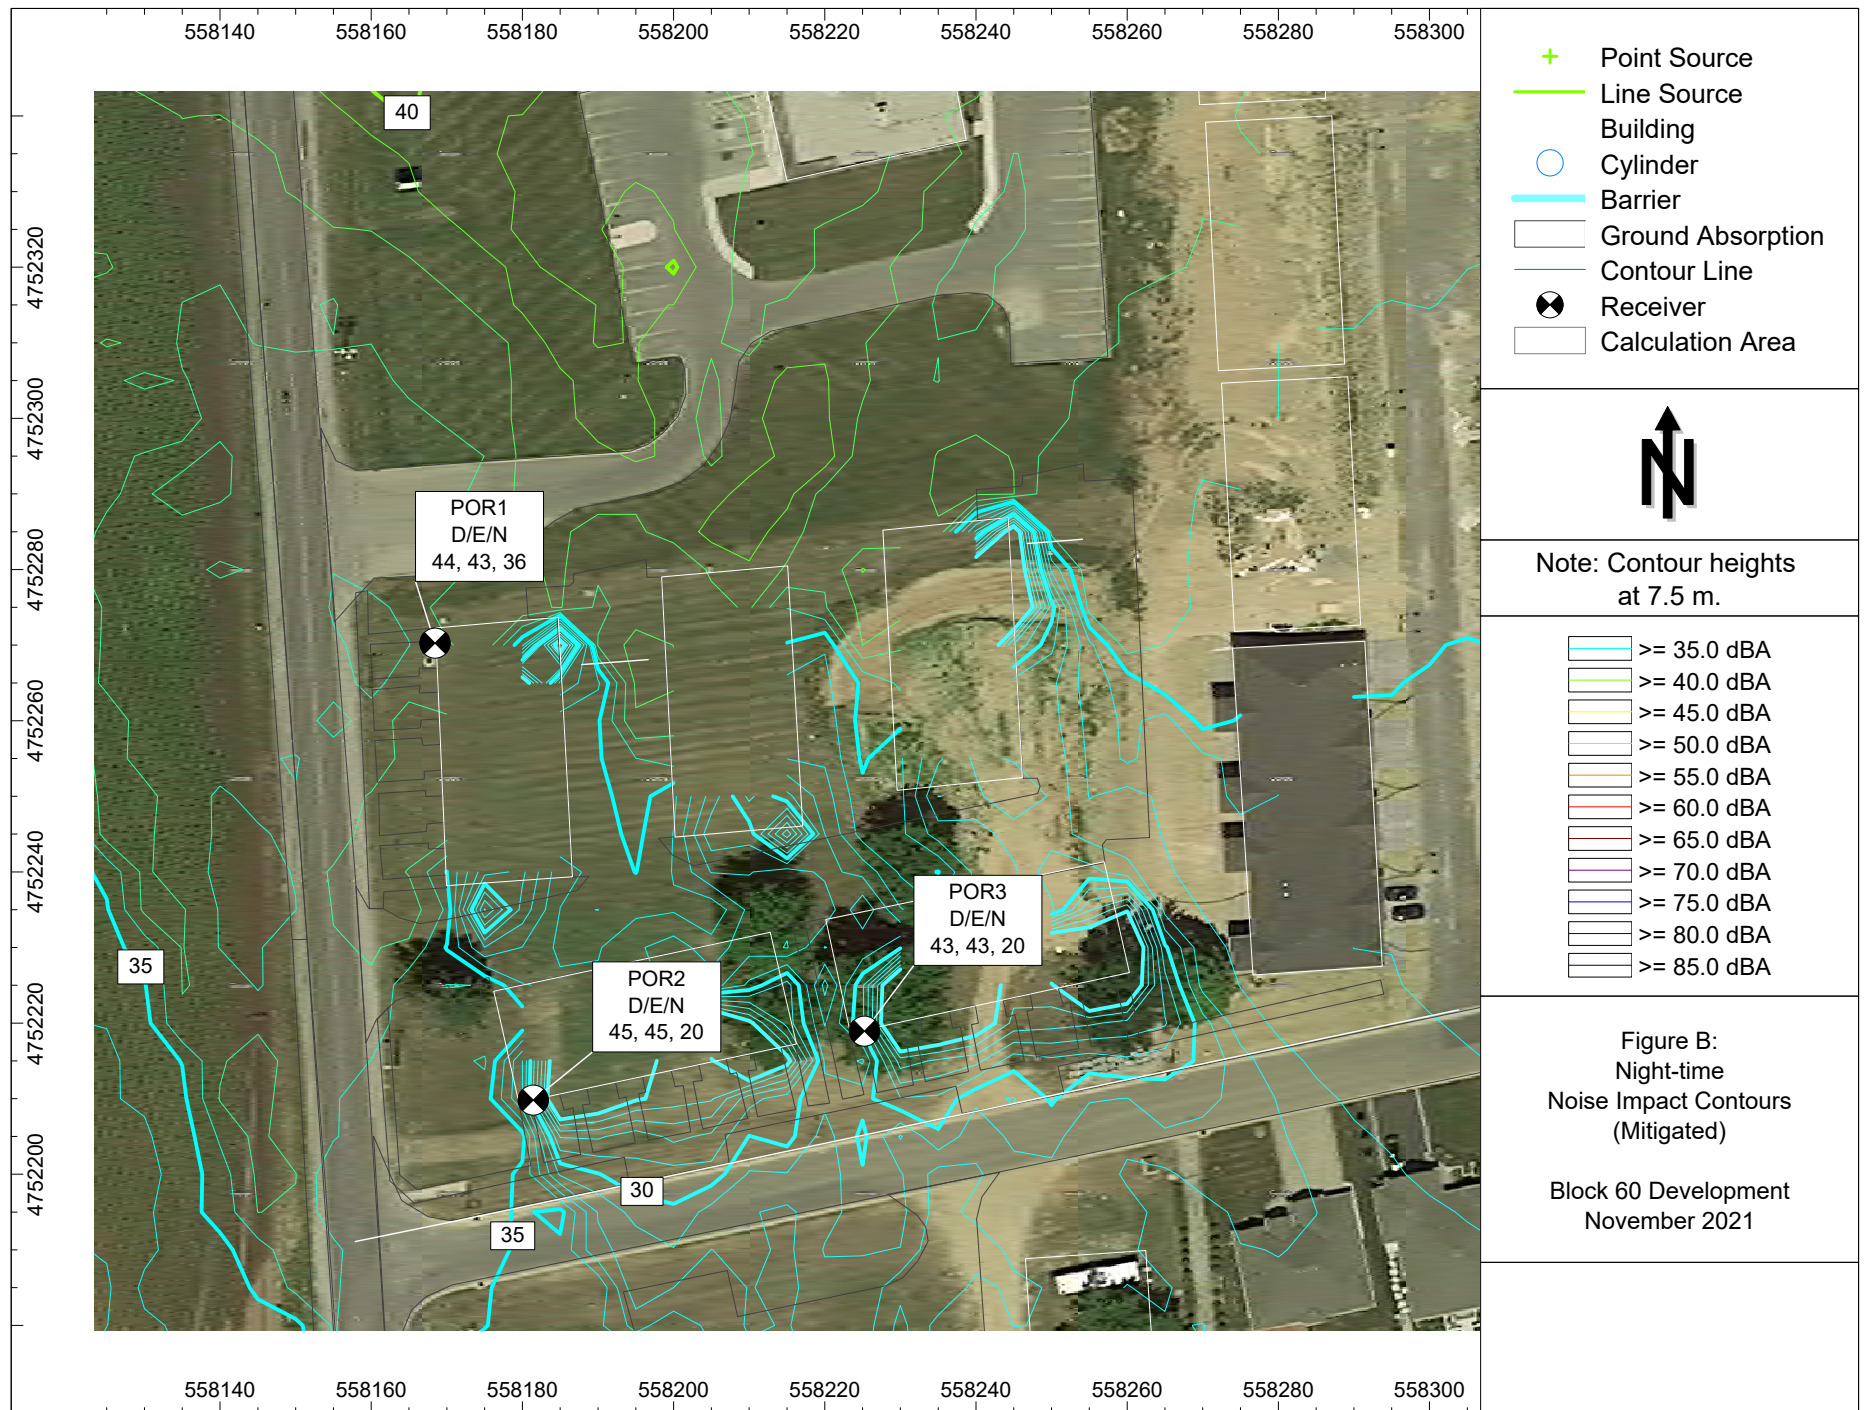 558140 558160 558180 558200 558220 558240 558260 558280 558300
4752320
4752300
4752280
4752260
4752240
4752220
4752200
40
POR1
D/E/N
44, 43, 36
POR3
D/E/N
43, 43, 20
POR2
D/E/N
45, 45, 20
35
30
35
558140 558160 558180 558200 558220 558240 558260 558280 558300
Point Source
Line Source
Building
Cylinder
Barrier
Ground Absorption
Contour Line
Receiver
Calculation Area
N
Note: Contour heights
at 7.5 m.
>= 35.0 dBA
>= 40.0 dBA
>= 45.0 dBA
>= 50.0 dBA
>= 55.0 dBA
>= 60.0 dBA
>= 65.0 dBA
>= 70.0 dBA
>= 75.0 dBA
>= 80.0 dBA
>= 85.0 dBA
Figure B:
Night-time
Noise Impact Contours
(Mitigated)
Block 60 Development
November 2021